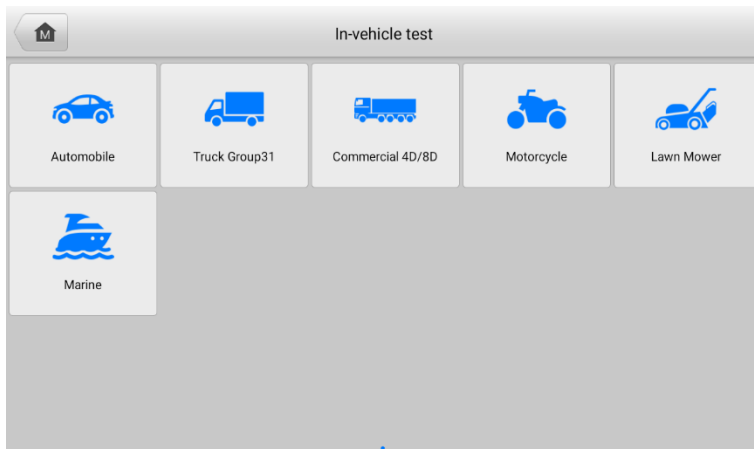 M
In-vehicle test
Automobile
Truck Group31
Commercial 4D/8D
Motorcycle
Lawn Mower
Marine